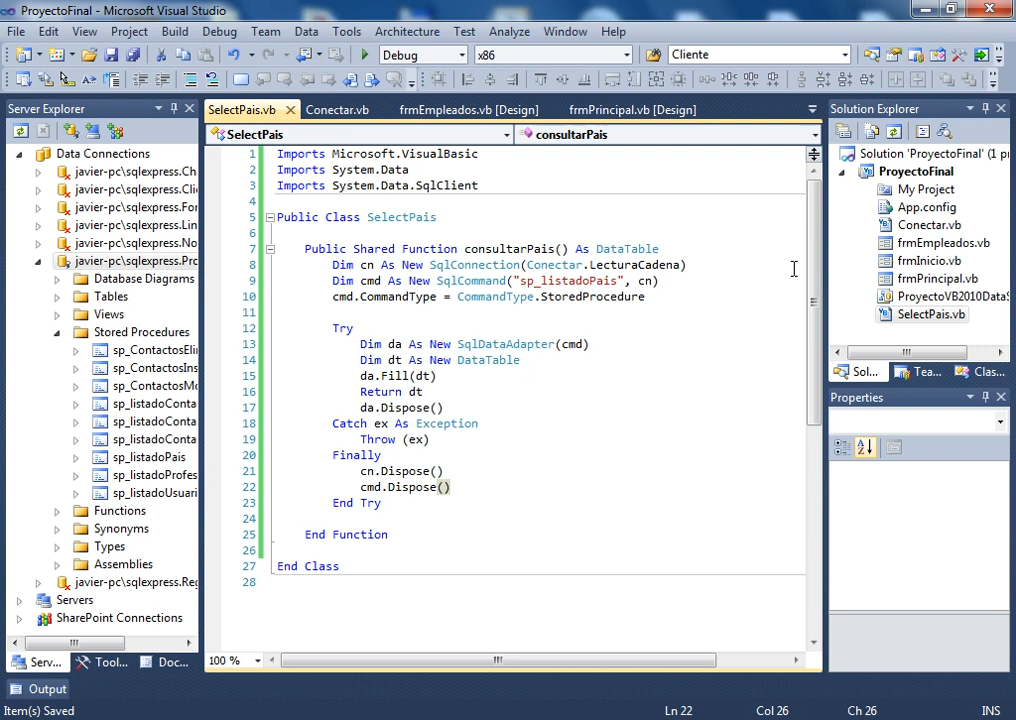 ProyectoFinal - Microsoft Visual Studio
File Edit View Project Build Debug Team Data Tools Architecture Test Analyze Window Help
Debug x86 Cliente
Server Explorer
Data Connections
javier-pc\sqlexpress.Ch
javier-pc\sqlexpress.Cli
javier-pc\sqlexpress.For
javier-pc\sqlexpress.Lin
javier-pc\sqlexpress.No
javier-pc\sqlexpress.Pro
Database Diagrams
Tables
Views
Stored Procedures
sp_ContactosEli
sp_ContactosIns
sp_ContactosMo
sp_listadoConta
sp_listadoConta
sp_listadoConta
sp_listadoPais
sp_listadoProfes
sp_listadoUsuari
Functions
Synonyms
Types
Assemblies
javier-pc\sqlexpress.Reg
Servers
SharePoint Connections
Serv... Tool... Doc...
SelectPais.vb Conectar.vb frmEmpleados.vb [Design] frmPrincipal.vb [Design]
SelectPais consultarPais
1 Imports Microsoft.VisualBasic
2 Imports System.Data
3 Imports System.Data.SqlClient
4
5 Public Class SelectPais
6
7 Public Shared Function consultarPais() As DataTable
8 Dim cn As New SqlConnection(Conectar.LecturaCadena)
9 Dim cmd As New SqlCommand("sp_listadoPais", cn)
10 cmd.CommandType = CommandType.StoredProcedure
11
12 Try
13 Dim da As New SqlDataAdapter(cmd)
14 Dim dt As New DataTable
15 da.Fill(dt)
16 Return dt
17 da.Dispose()
18 Catch ex As Exception
19 Throw (ex)
20 Finally
21 cn.Dispose()
22 cmd.Dispose()
23 End Try
24
25 End Function
26
27 End Class
28
100 %
Solution Explorer
Solution 'ProyectoFinal' (1 p
ProyectoFinal
My Project
App.config
Conectar.vb
frmEmpleados.vb
frmInicio.vb
frmPrincipal.vb
ProyectoVB2010DataS
SelectPais.vb
Sol... Tea... Clas...
Properties
Output
Item(s) Saved Ln 22 Col 26 Ch 26 INS